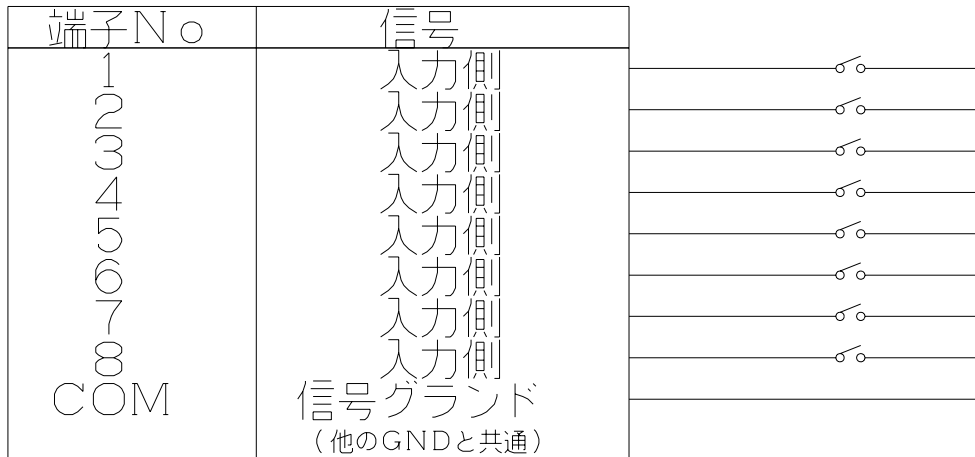 端子No 信号
1 入力側
2 入力側
3 入力側
4 入力側
5 入力側
6 入力側
7 入力側
8 入力側
COM 信号グランド
(他のGNDと共通)